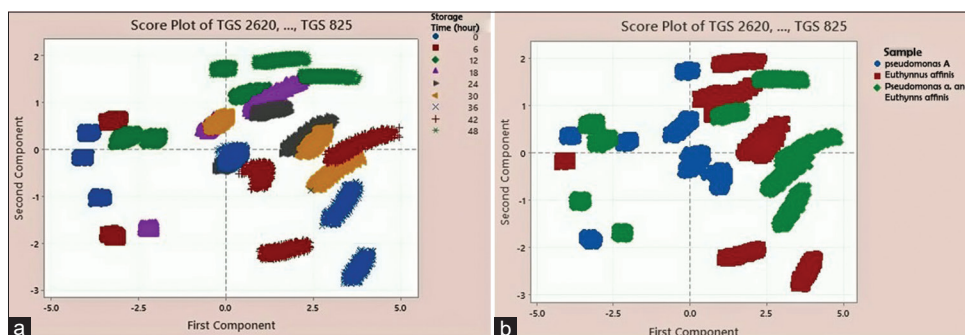 Score Plot of TGS 2620, ..., TGS 825
Storage
Time (hour)
0
6
12
18
24
30
36
42
48
Second Component
2
1
0
-1
-2
-3
-5.0
-2.5
0.0
2.5
5.0
First Component
a
Score Plot of TGS 2620, ..., TGS 825
Sample
pseudomonas A
Euthynnus affinis
Pseudomonas a. an
Euthynns affinis
Second Component
2
1
0
-1
-2
-3
-5.0
-2.5
0.0
2.5
5.0
First Component
b